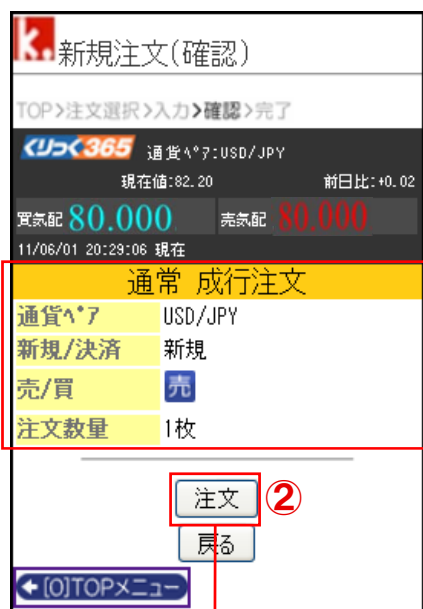 k.
新規注文(確認)
TOP>注文選択>入力>確認>完了
くりっく365 通貨ﾍﾟｱ:USD/JPY
現在値:82.20 前日比:+0.02
買気配 80.000 売気配 80.000
11/06/01 20:29:06 現在
通常 成行注文
通貨ﾍﾟｱ USD/JPY
新規/決済 新規
売/買 売
注文数量 1枚
注文 ②
戻る
[0]TOPメニュー